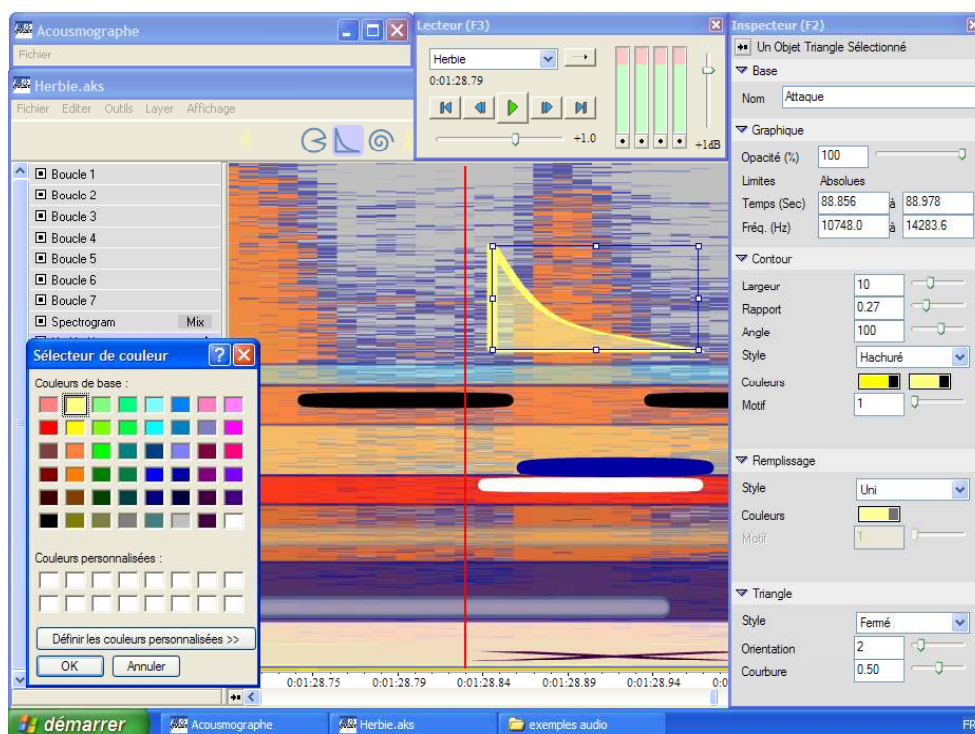 Acousmographe
Fichier
Herbie.aks
Fichier Editer Outils Layer Affichage
Boucle 1
Boucle 2
Boucle 3
Boucle 4
Boucle 5
Boucle 6
Boucle 7
Spectrogram Mix
Sélecteur de couleur
Couleurs de base :
Couleurs personnalisées :
Définir les couleurs personnalisées >>
OK Annuler
Lecteur (F3)
Herbie
0:01:28.79
+1.0
+1dB
0:01:28.75 0:01:28.79 0:01:28.84 0:01:28.89 0:01:28.94
Inspecteur (F2)
Un Objet Triangle Sélectionné
Base
Nom Attaque
Graphique
Opacité (%) 100
Limites Absolues
Temps (Sec) 88.856 à 88.978
Fréq. (Hz) 10748.0 à 14283.6
Contour
Largeur 10
Rapport 0.27
Angle 100
Style Hachuré
Couleurs
Motif 1
Remplissage
Style Uni
Couleurs
Motif 1
Triangle
Style Fermé
Orientation 2
Courbure 0.50
démarrer Acousmographe Herbie.aks exemples audio FR